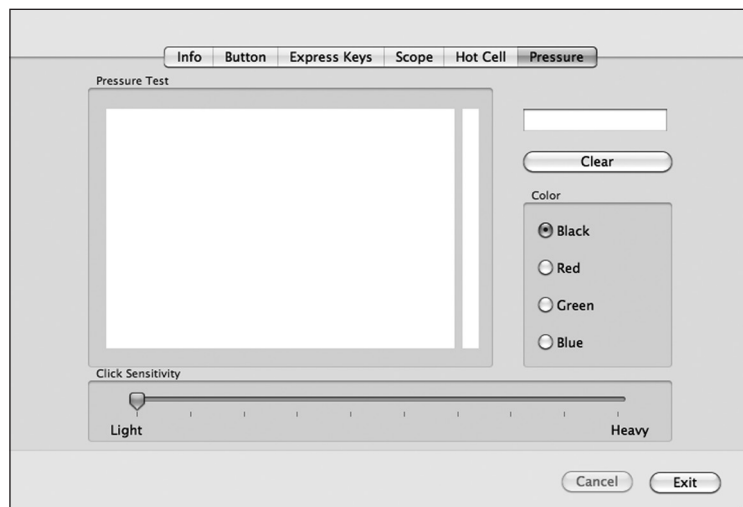 Info Button Express Keys Scope Hot Cell Pressure
Pressure Test
Clear
Color
Black
Red
Green
Blue
Click Sensitivity
Light Heavy
Cancel Exit